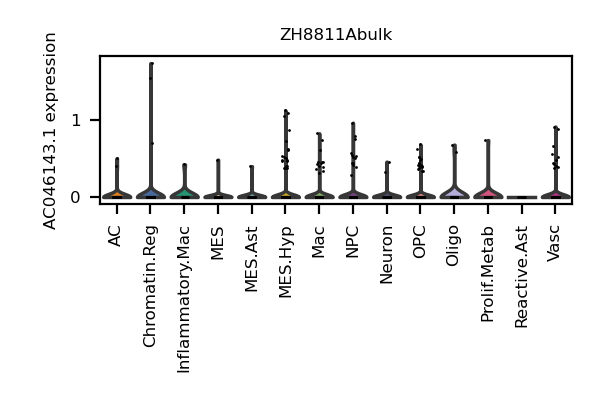 ZH8811Abulk
AC046143.1 expression
1
0
AC
Chromatin.Reg
Inflammatory.Mac
MES
MES.Ast
MES.Hyp
Mac
NPC
Neuron
OPC
Oligo
Prolif.Metab
Reactive.Ast
Vasc